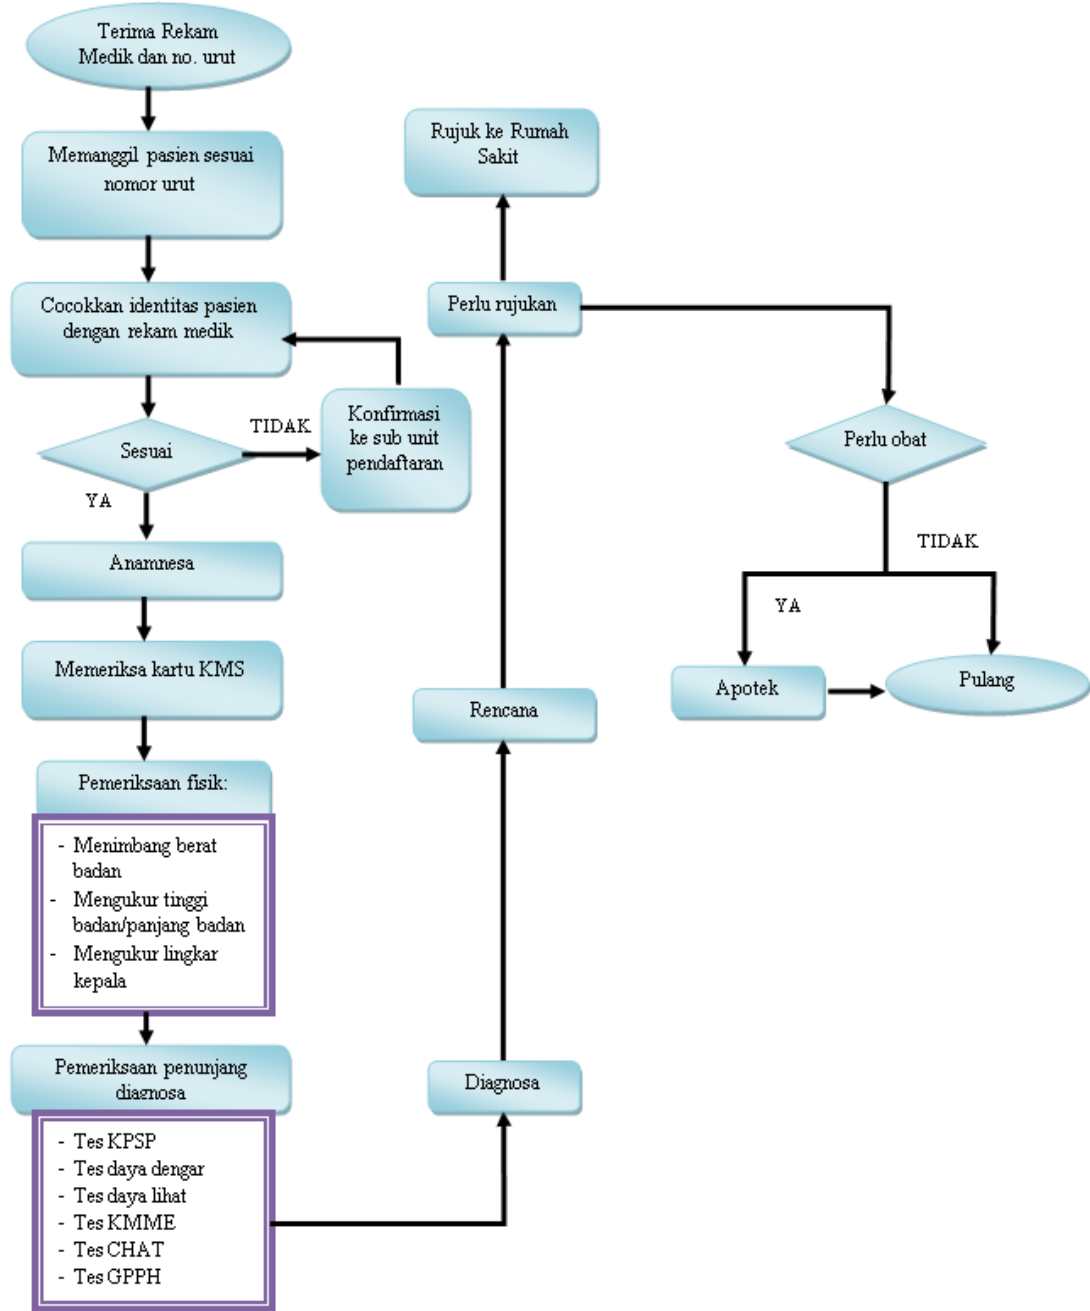 Terima Rekam
Medik dan no. urut
Memanggil pasien sesuai
nomor urut
Cocokkan identitas pasien
dengan rekam medik
Sesuai
TIDAK
Konfirmasi
ke sub unit
pendaftaran
YA
Anamnesa
Memeriksa kartu KMS
Pemeriksaan fisik:
- Menimbang berat
badan
- Mengukur tinggi
badan/panjang badan
- Mengukur lingkar
kepala
Pemeriksaan penunjang
diagnosa
- Tes KPSP
- Tes daya dengar
- Tes daya lihat
- Tes KMME
- Tes CHAT
- Tes GPPH
Diagnosa
Rencana
Perlu rujukan
Rujuk ke Rumah
Sakit
Perlu obat
TIDAK
YA
Apotek
Pulang